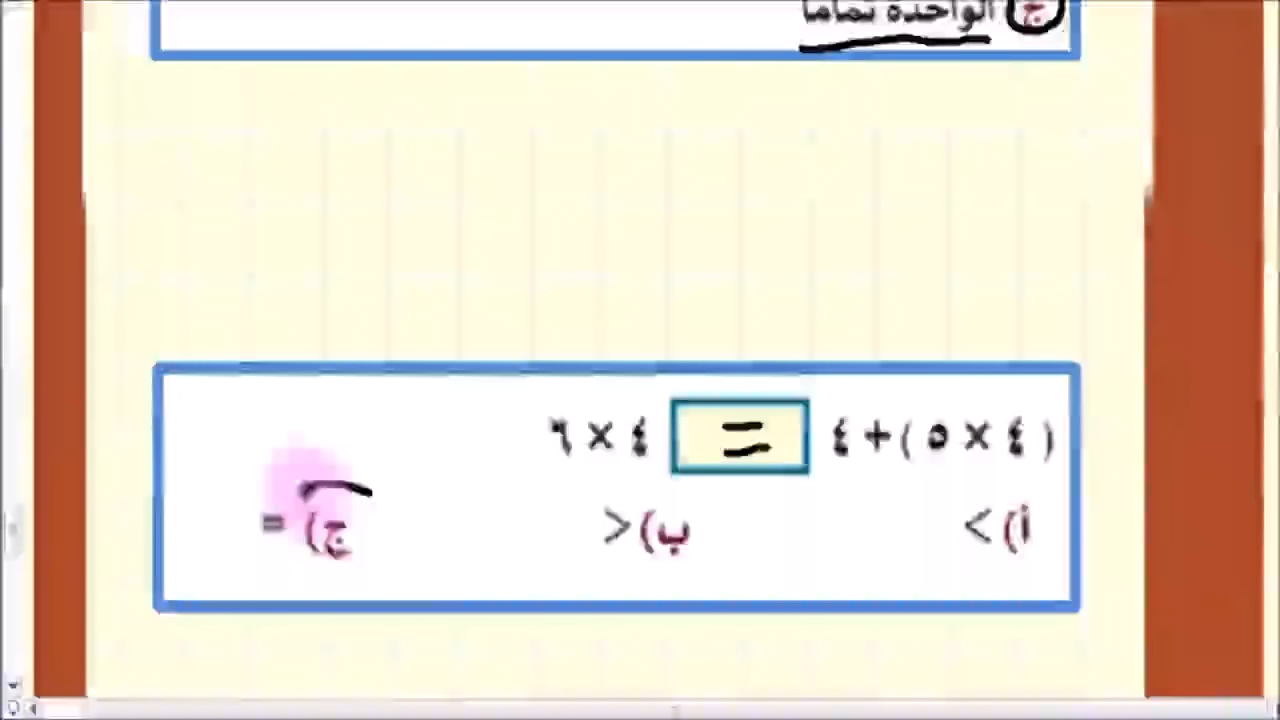 ج الواحدة تماما
( ٤ × ٥ ) + ٤ = ٤ × ٦
أ) < ب) > ج) =